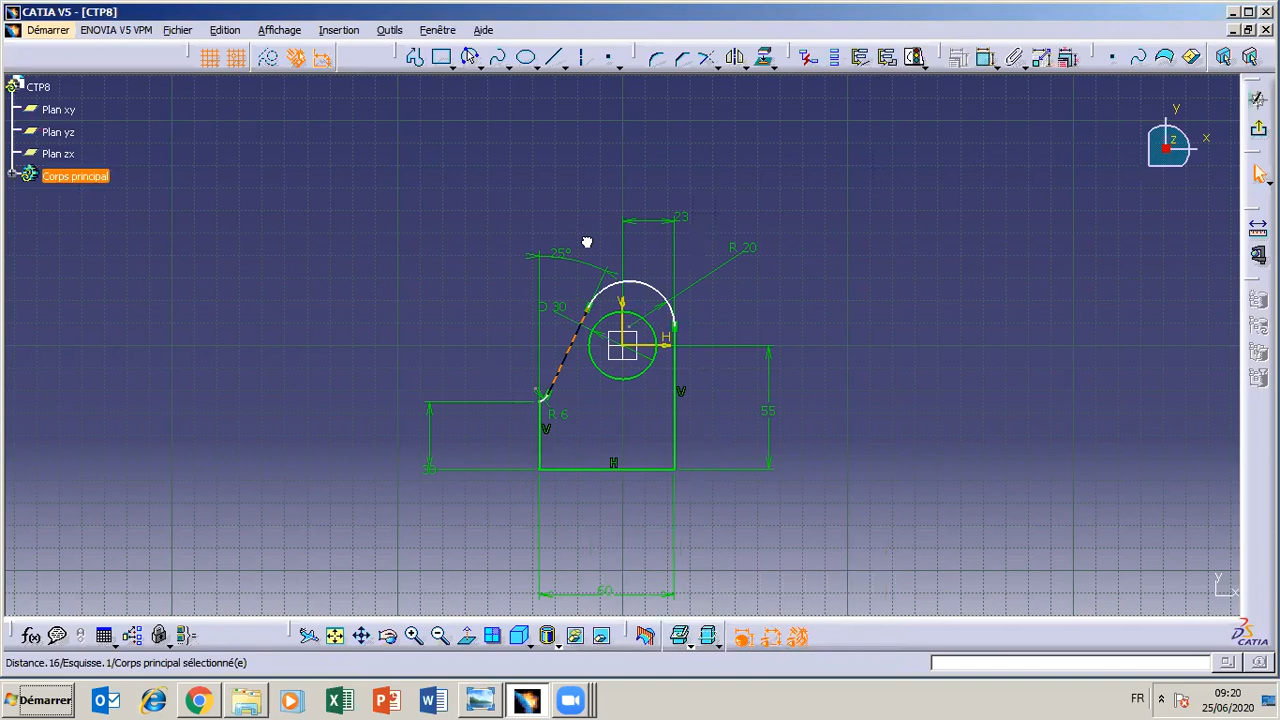 CATIA V5 - [CTP8]
Démarrer ENOVIA V5 VPM Fichier Edition Affichage Insertion Outils Fenêtre Aide
CTP8
Plan xy
Plan yz
Plan zx
Corps principal
y
x
z
23
25°
R 20
D 30
V
H
V
55
R 6
V
H
60
y
x
f(x)
CATIA
Distance.16/Esquisse.1/Corps principal sélectionné(e)
Démarrer
FR
09:20
25/06/2020